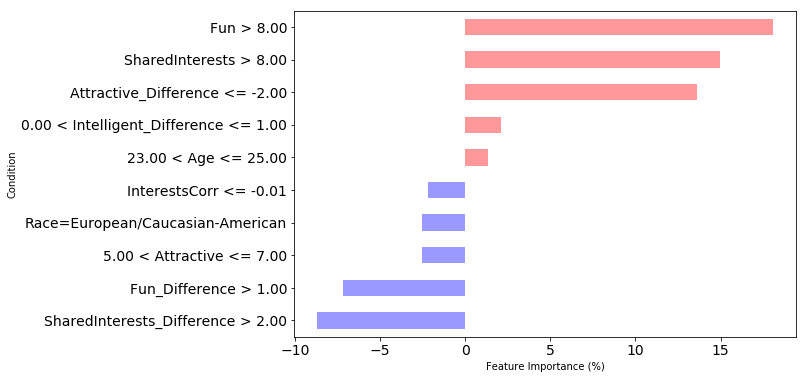 Fun > 8.00
SharedInterests > 8.00
Attractive_Difference <= -2.00
0.00 < Intelligent_Difference <= 1.00
23.00 < Age <= 25.00
InterestsCorr <= -0.01
Race=European/Caucasian-American
5.00 < Attractive <= 7.00
Fun_Difference > 1.00
SharedInterests_Difference > 2.00
Condition
−10 −5 0 5 10 15
Feature Importance (%)